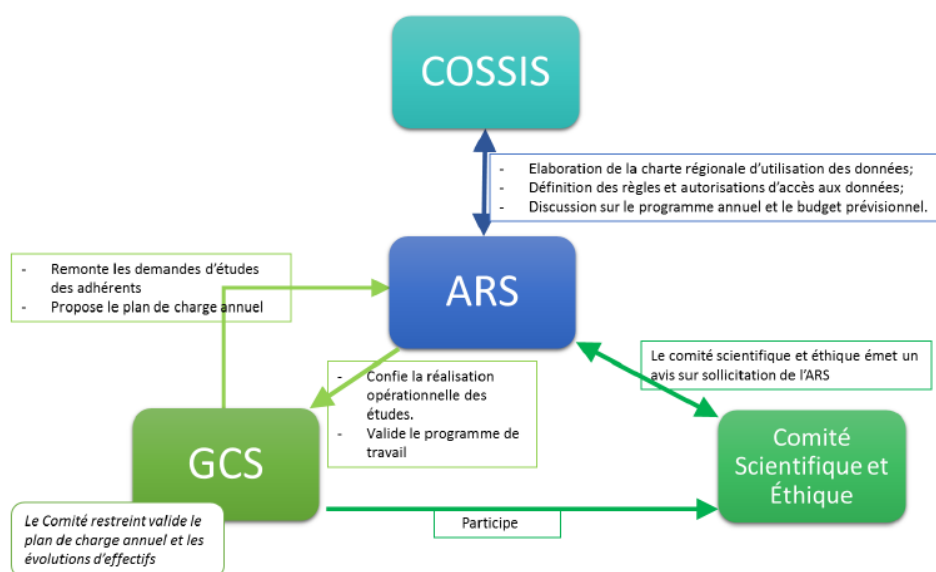 COSSIS
- Elaboration de la charte régionale d'utilisation des données;
- Définition des règles et autorisations d'accès aux données;
- Discussion sur le programme annuel et le budget prévisionnel.
- Remonte les demandes d'études
des adhérents
- Propose le plan de charge annuel
ARS
Le comité scientifique et éthique émet un
avis sur sollicitation de l'ARS
- Confie la réalisation
opérationnelle des
études.
- Valide le programme de
travail
GCS
Le Comité restreint valide le
plan de charge annuel et les
évolutions d'effectifs
Participe
Comité
Scientifique et
Éthique